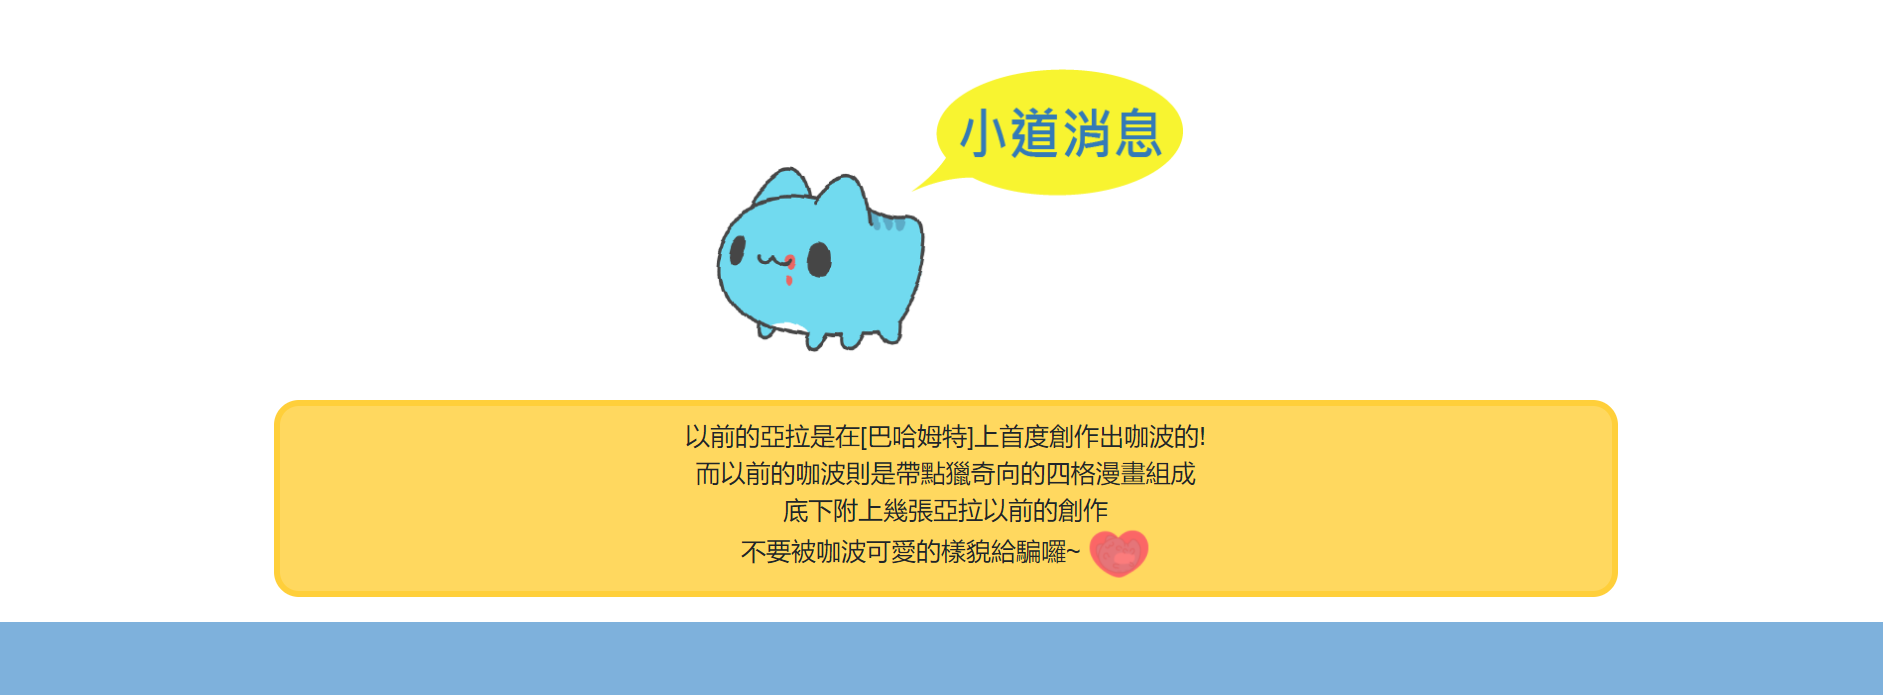 小道消息
以前的亞拉是在[巴哈姆特]上首度創作出咖波的!
而以前的咖波則是帶點獵奇向的四格漫畫組成
底下附上幾張亞拉以前的創作
不要被咖波可愛的樣貌給騙囉~